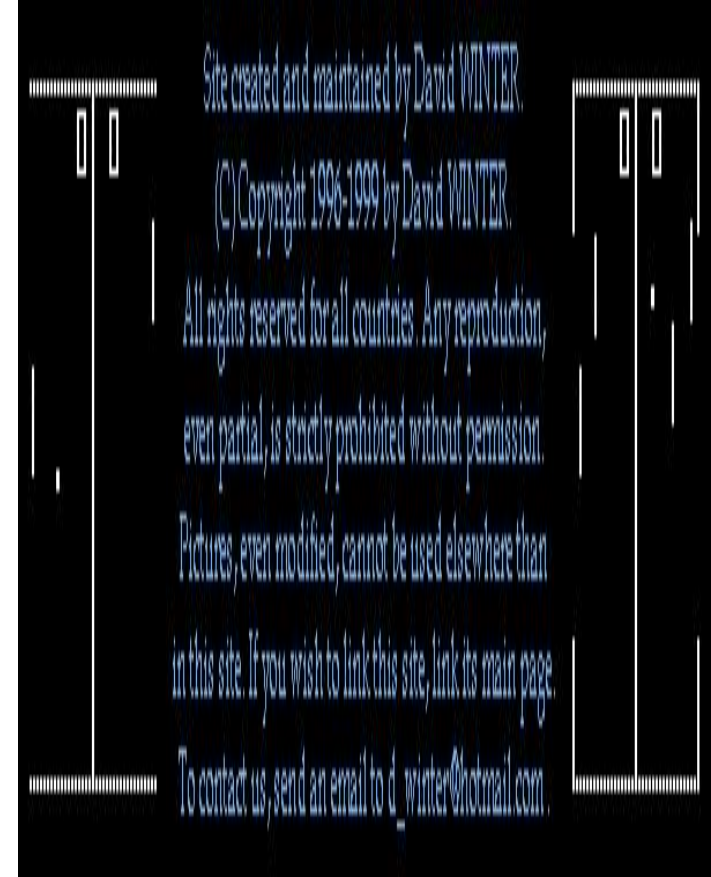 Site created and maintained by David WINTER.
(C) Copyright 1996-1999 by David WINTER.
All rights reserved for all countries. Any reproduction,
even partial, is strictly prohibited without permission.
Pictures, even modified, cannot be used elsewhere than
in this site. If you wish to link this site, link its main page.
To contact us, send an email to d_winter@hotmail.com .